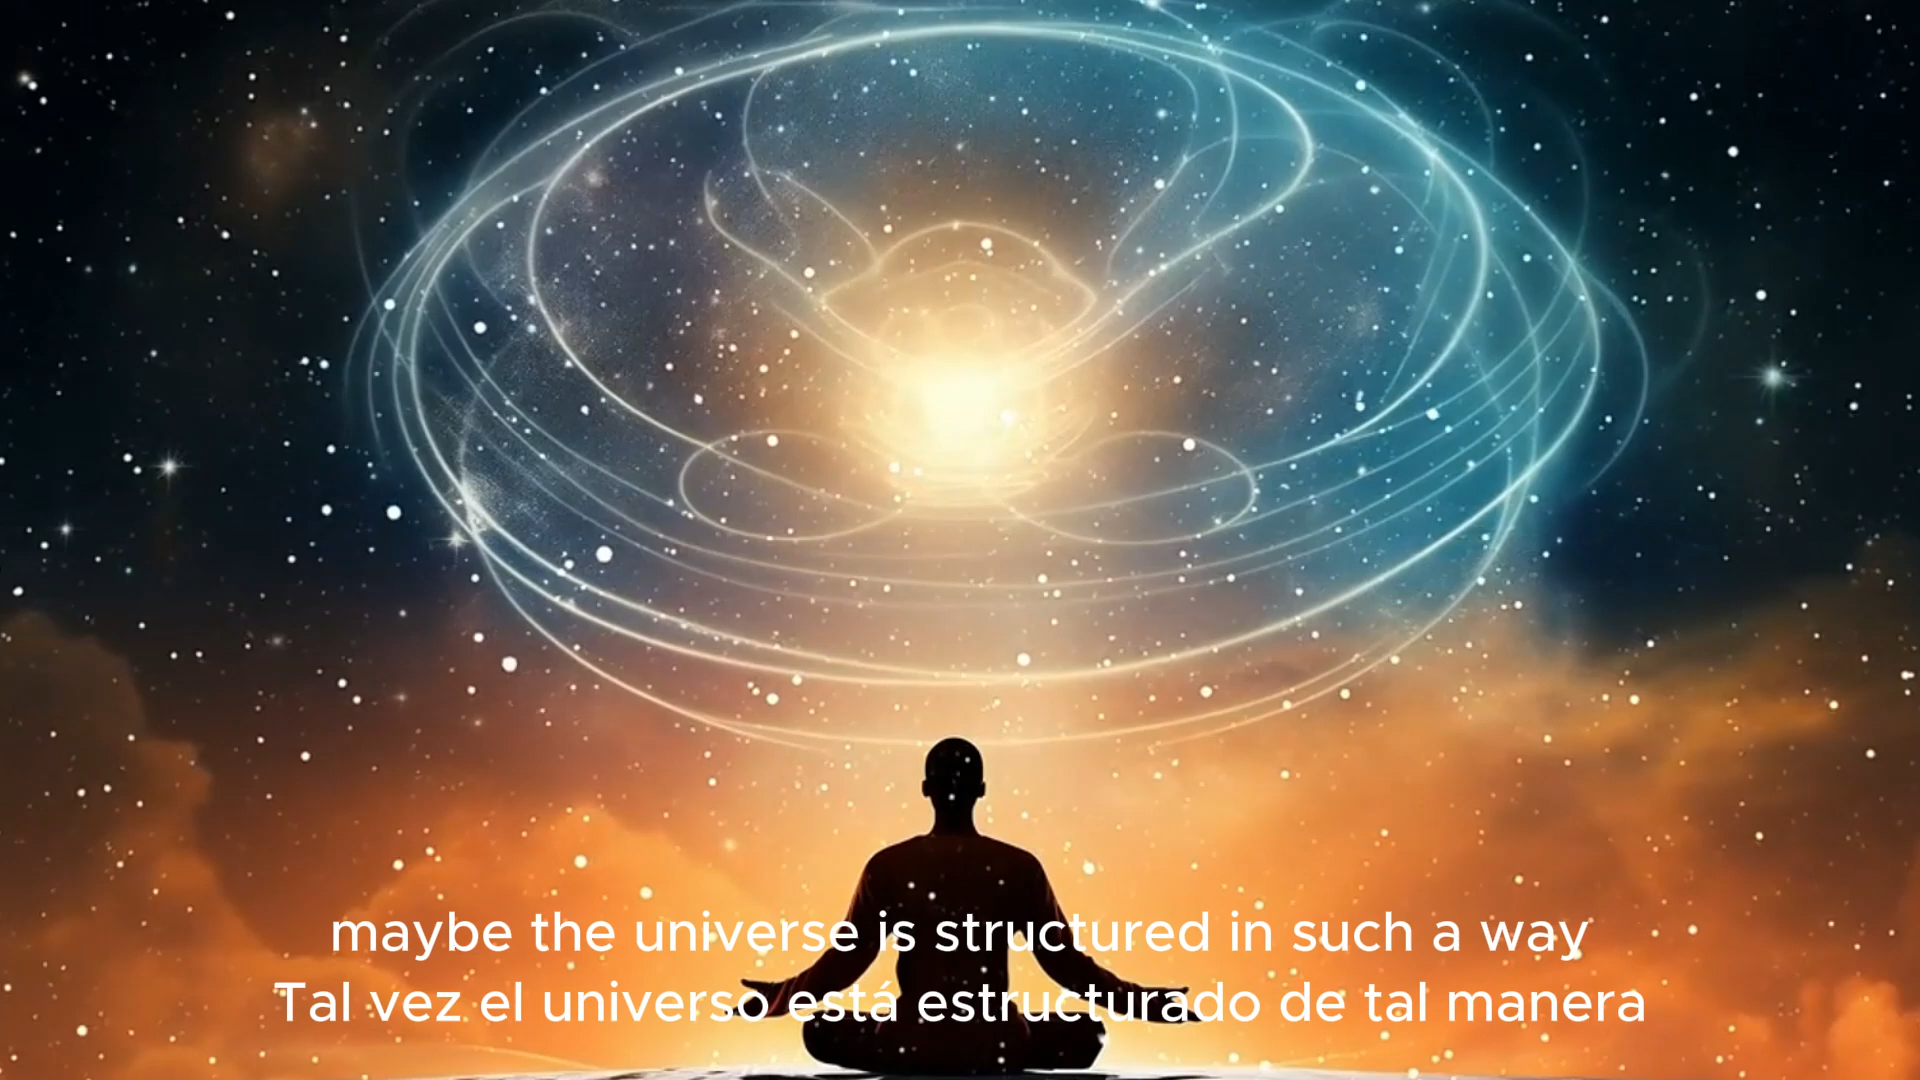 maybe the universe is structured in such a way
Tal vez el universo está estructurado de tal manera